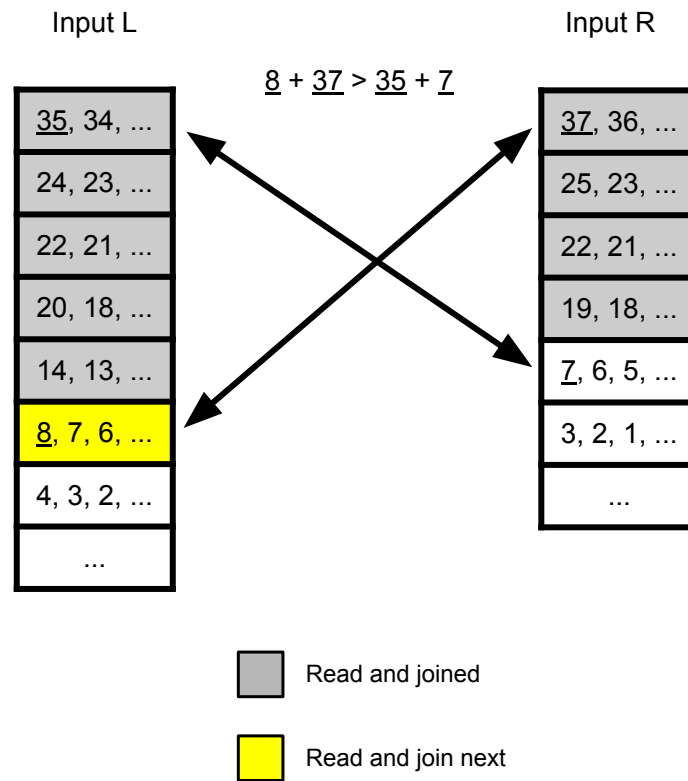 Input L
Input R
8 + 37 > 35 + 7
35, 34, ...
24, 23, ...
22, 21, ...
20, 18, ...
14, 13, ...
8, 7, 6, ...
4, 3, 2, ...
...
37, 36, ...
25, 23, ...
22, 21, ...
19, 18, ...
7, 6, 5, ...
3, 2, 1, ...
...
Read and joined
Read and join next